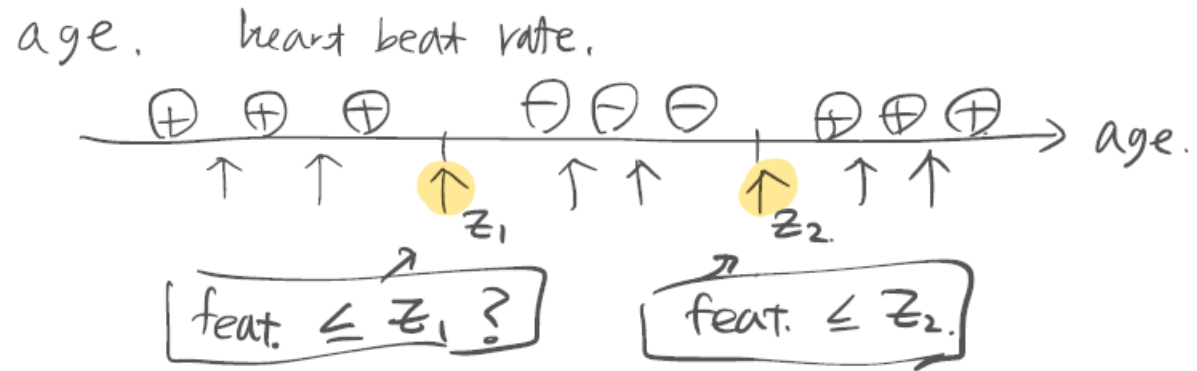 age. heart beat rate.
⊕ ⊕ ⊕ ⊖ ⊖ ⊖ ⊕ ⊕ ⊕
age.
z₁ z₂.
feat. ≤ z₁ ? feat. ≤ z₂.